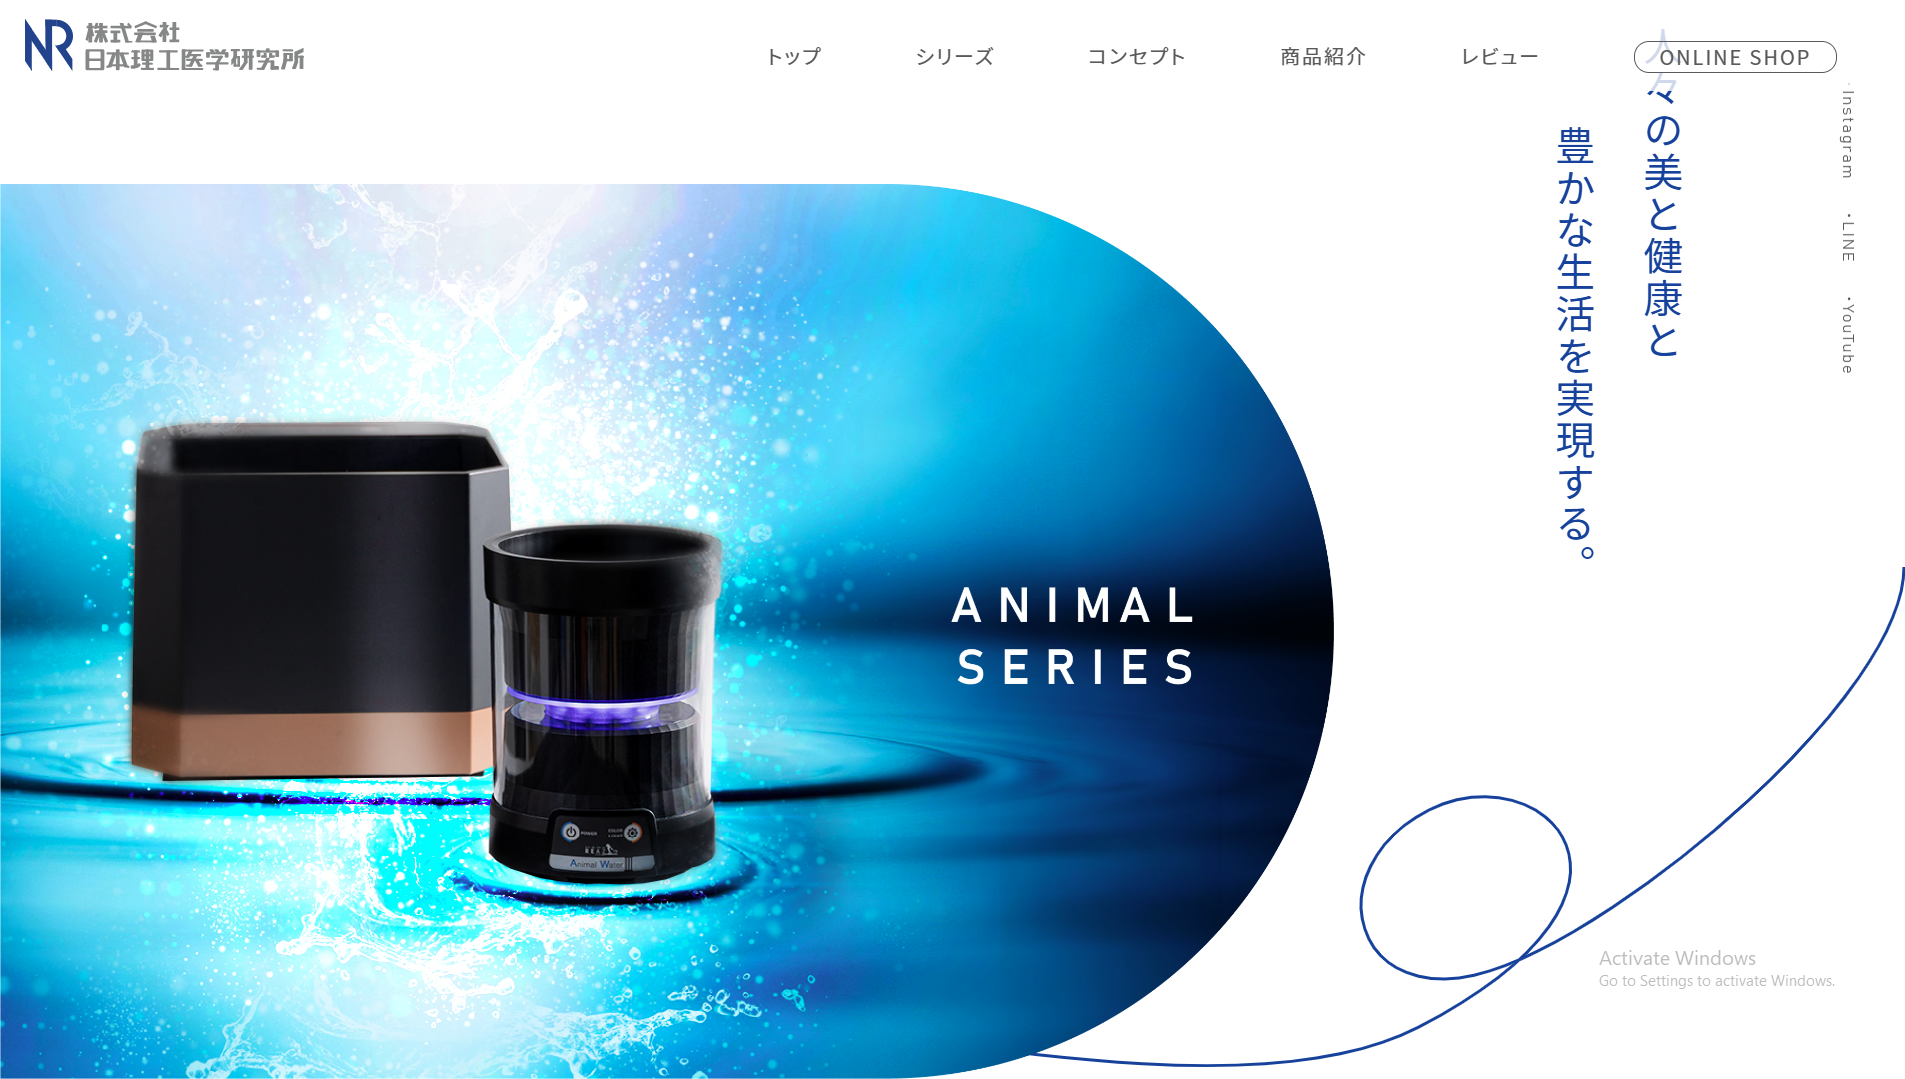 NR
株式会社
日本理工医学研究所
トップ
シリーズ
コンセプト
商品紹介
レビュー
ONLINE SHOP
人々の美と健康と
豊かな生活を実現する。
・Instagram
・LINE
・YouTube
ANIMAL
SERIES
POWER
COLOR
LIGHT
Animal Water
Activate Windows
Go to Settings to activate Windows.